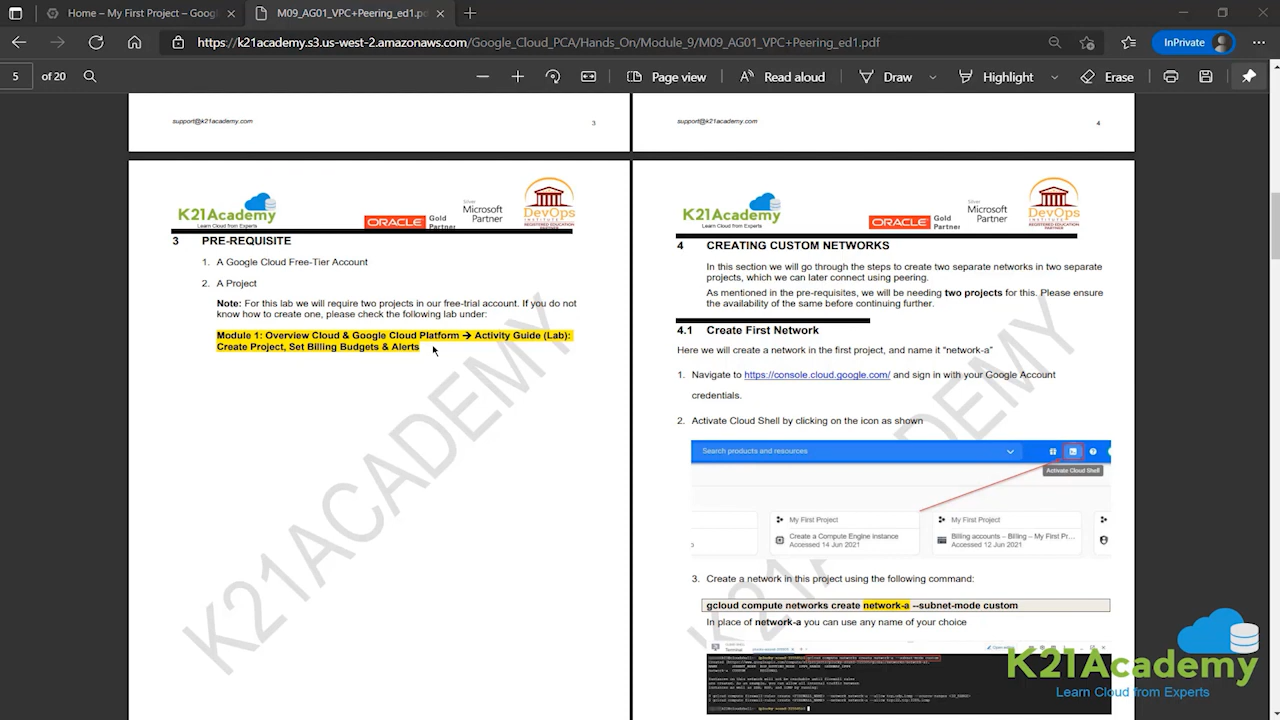 Home – My First Project – Googl
M09_AG01_VPC+Peering_ed1.pd
https://k21academy.s3.us-west-2.amazonaws.com/Google_Cloud_PCA/Hands_On/Module_9/M09_AG01_VPC+Peering_ed1.pdf
InPrivate
5 of 20
Page view
Read aloud
Draw
Highlight
Erase
support@k21academy.com
3
support@k21academy.com
4
K21Academy
Learn Cloud from Experts
ORACLE Gold Partner
Silver Microsoft Partner
DevOps
INSTITUTE
REGISTERED EDUCATION PARTNER
3 PRE-REQUISITE
1. A Google Cloud Free-Tier Account
2. A Project
Note: For this lab we will require two projects in our free-trial account. If you do not
know how to create one, please check the following lab under:
Module 1: Overview Cloud & Google Cloud Platform → Activity Guide (Lab):
Create Project, Set Billing Budgets & Alerts
K21ACADEMY
K21Academy
Learn Cloud from Experts
ORACLE Gold Partner
Silver Microsoft Partner
DevOps
INSTITUTE
REGISTERED EDUCATION PARTNER
4 CREATING CUSTOM NETWORKS
In this section we will go through the steps to create two separate networks in two separate
projects, which we can later connect using peering.
As mentioned in the pre-requisites, we will be needing two projects for this. Please ensure
the availability of the same before continuing further.
4.1 Create First Network
Here we will create a network in the first project, and name it “network-a”
1. Navigate to https://console.cloud.google.com/ and sign in with your Google Account
credentials.
2. Activate Cloud Shell by clicking on the icon as shown
Search products and resources
Activate Cloud Shell
My First Project
Create a Compute Engine instance
Accessed 14 Jun 2021
My First Project
Billing accounts – Billing – My First Pr...
Accessed 12 Jun 2021
3. Create a network in this project using the following command:
gcloud compute networks create network-a --subnet-mode custom
In place of network-a you can use any name of your choice
K21ACADEMY
K21Academy
Learn Cloud from Ex